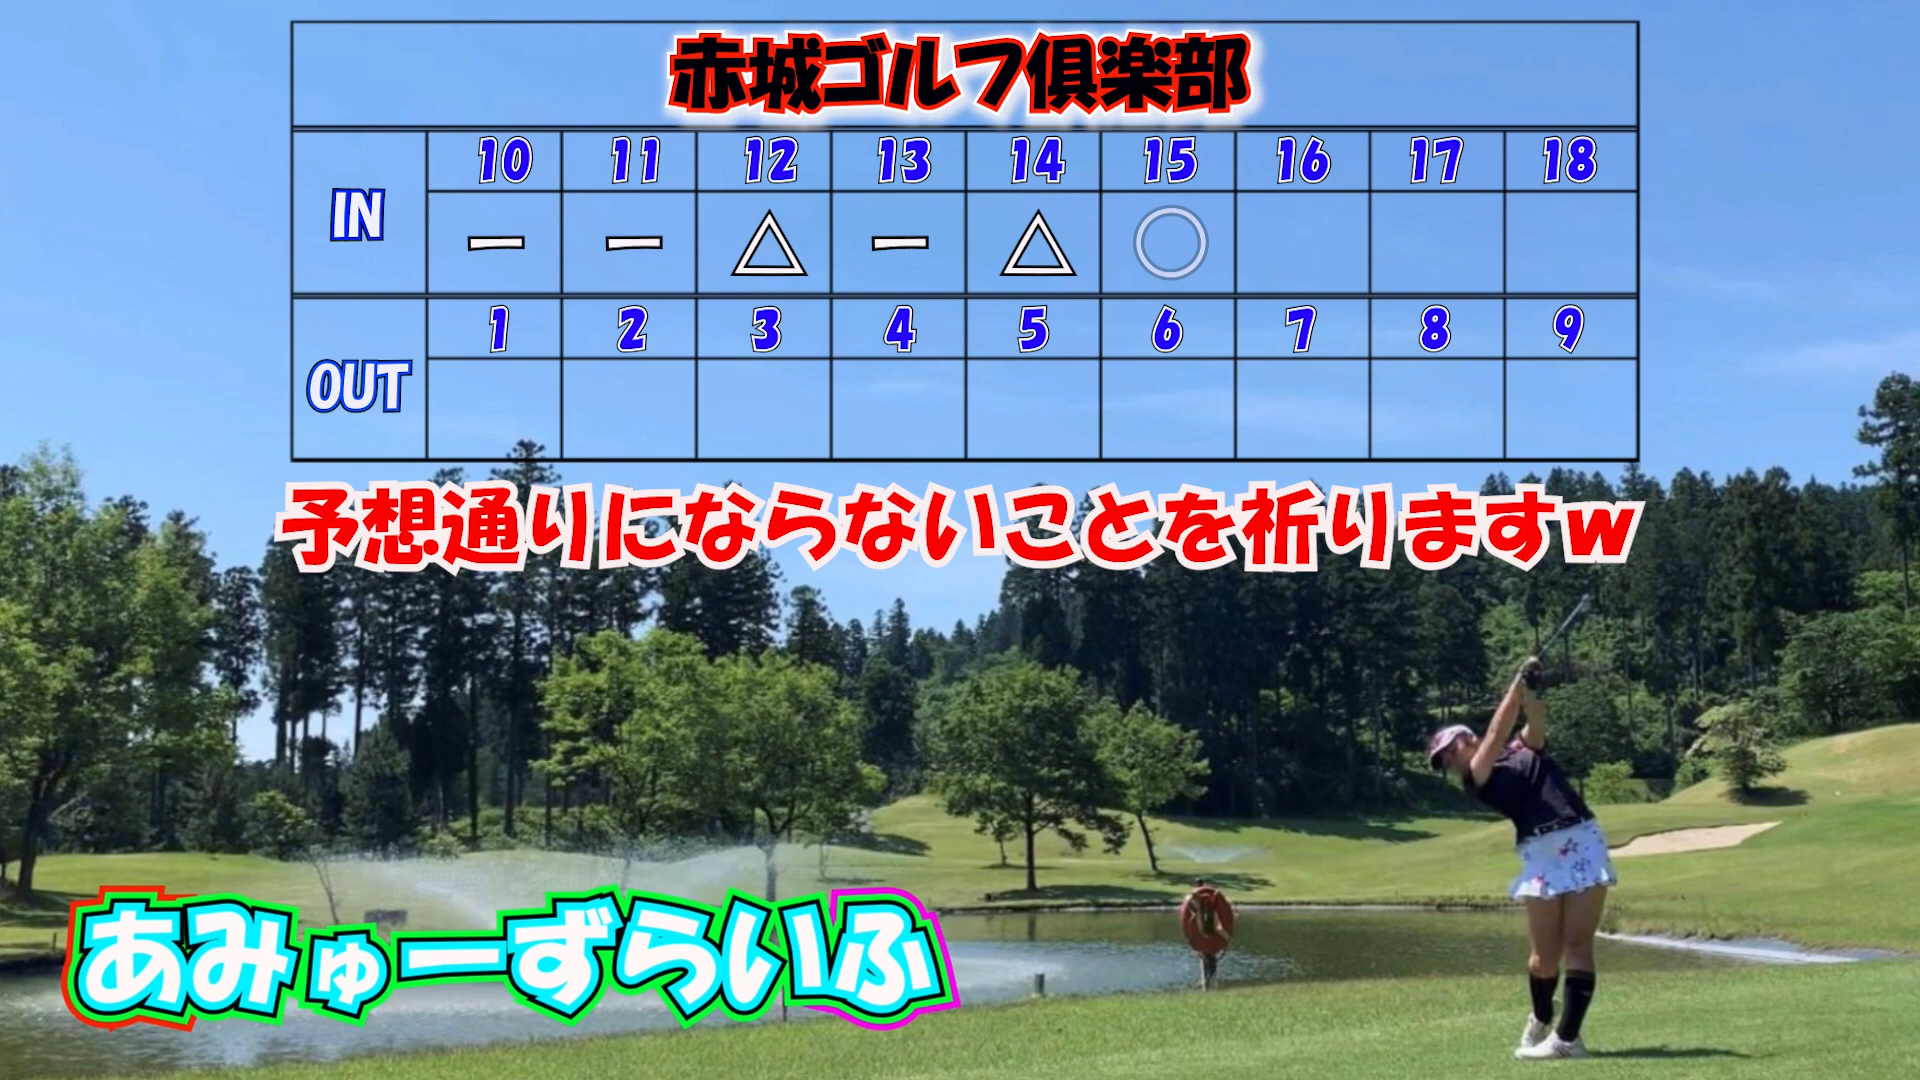 赤城ゴルフ倶楽部
IN 10 11 12 13 14 15 16 17 18
ー ー △ ー △ ○
OUT 1 2 3 4 5 6 7 8 9
予想通りにならないことを祈りますw
あみゅーずらいふ